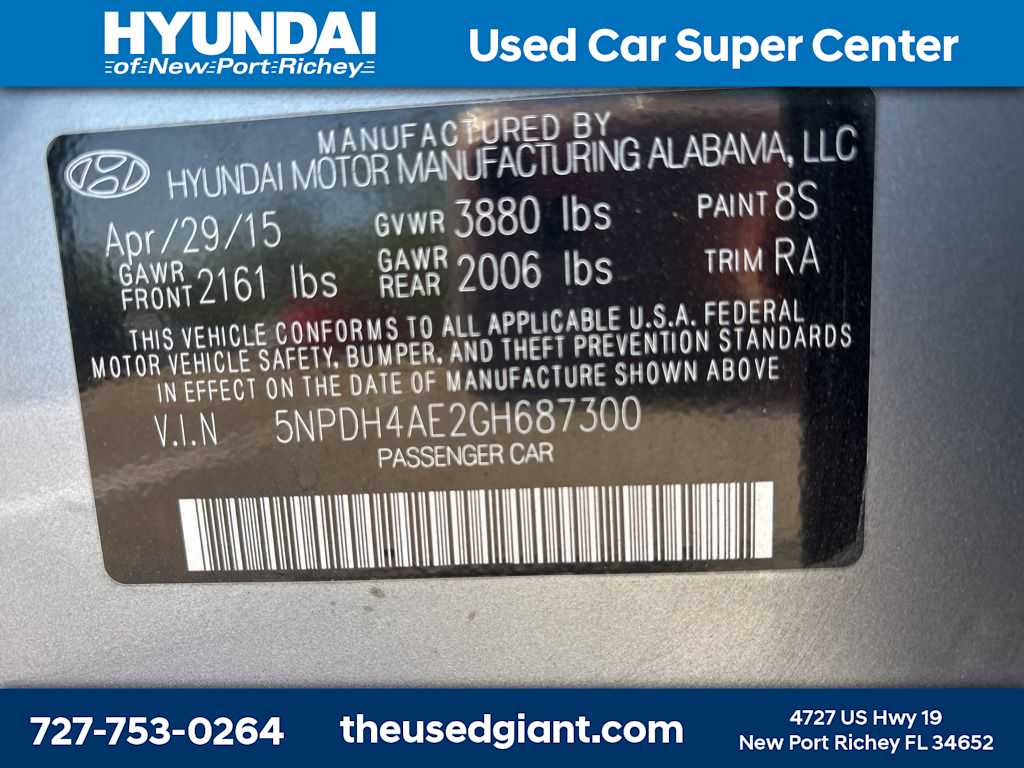 HYUNDAI
of New Port Richey
Used Car Super Center
MANUFACTURED BY
HYUNDAI MOTOR MANUFACTURING ALABAMA, LLC
Apr/29/15 GVWR 3880 lbs PAINT 8S
GAWR FRONT 2161 lbs GAWR REAR 2006 lbs TRIM RA
THIS VEHICLE CONFORMS TO ALL APPLICABLE U.S.A. FEDERAL
MOTOR VEHICLE SAFETY, BUMPER, AND THEFT PREVENTION STANDARDS
IN EFFECT ON THE DATE OF MANUFACTURE SHOWN ABOVE
V.I.N 5NPDH4AE2GH687300
PASSENGER CAR
727-753-0264
theusedgiant.com
4727 US Hwy 19
New Port Richey FL 34652